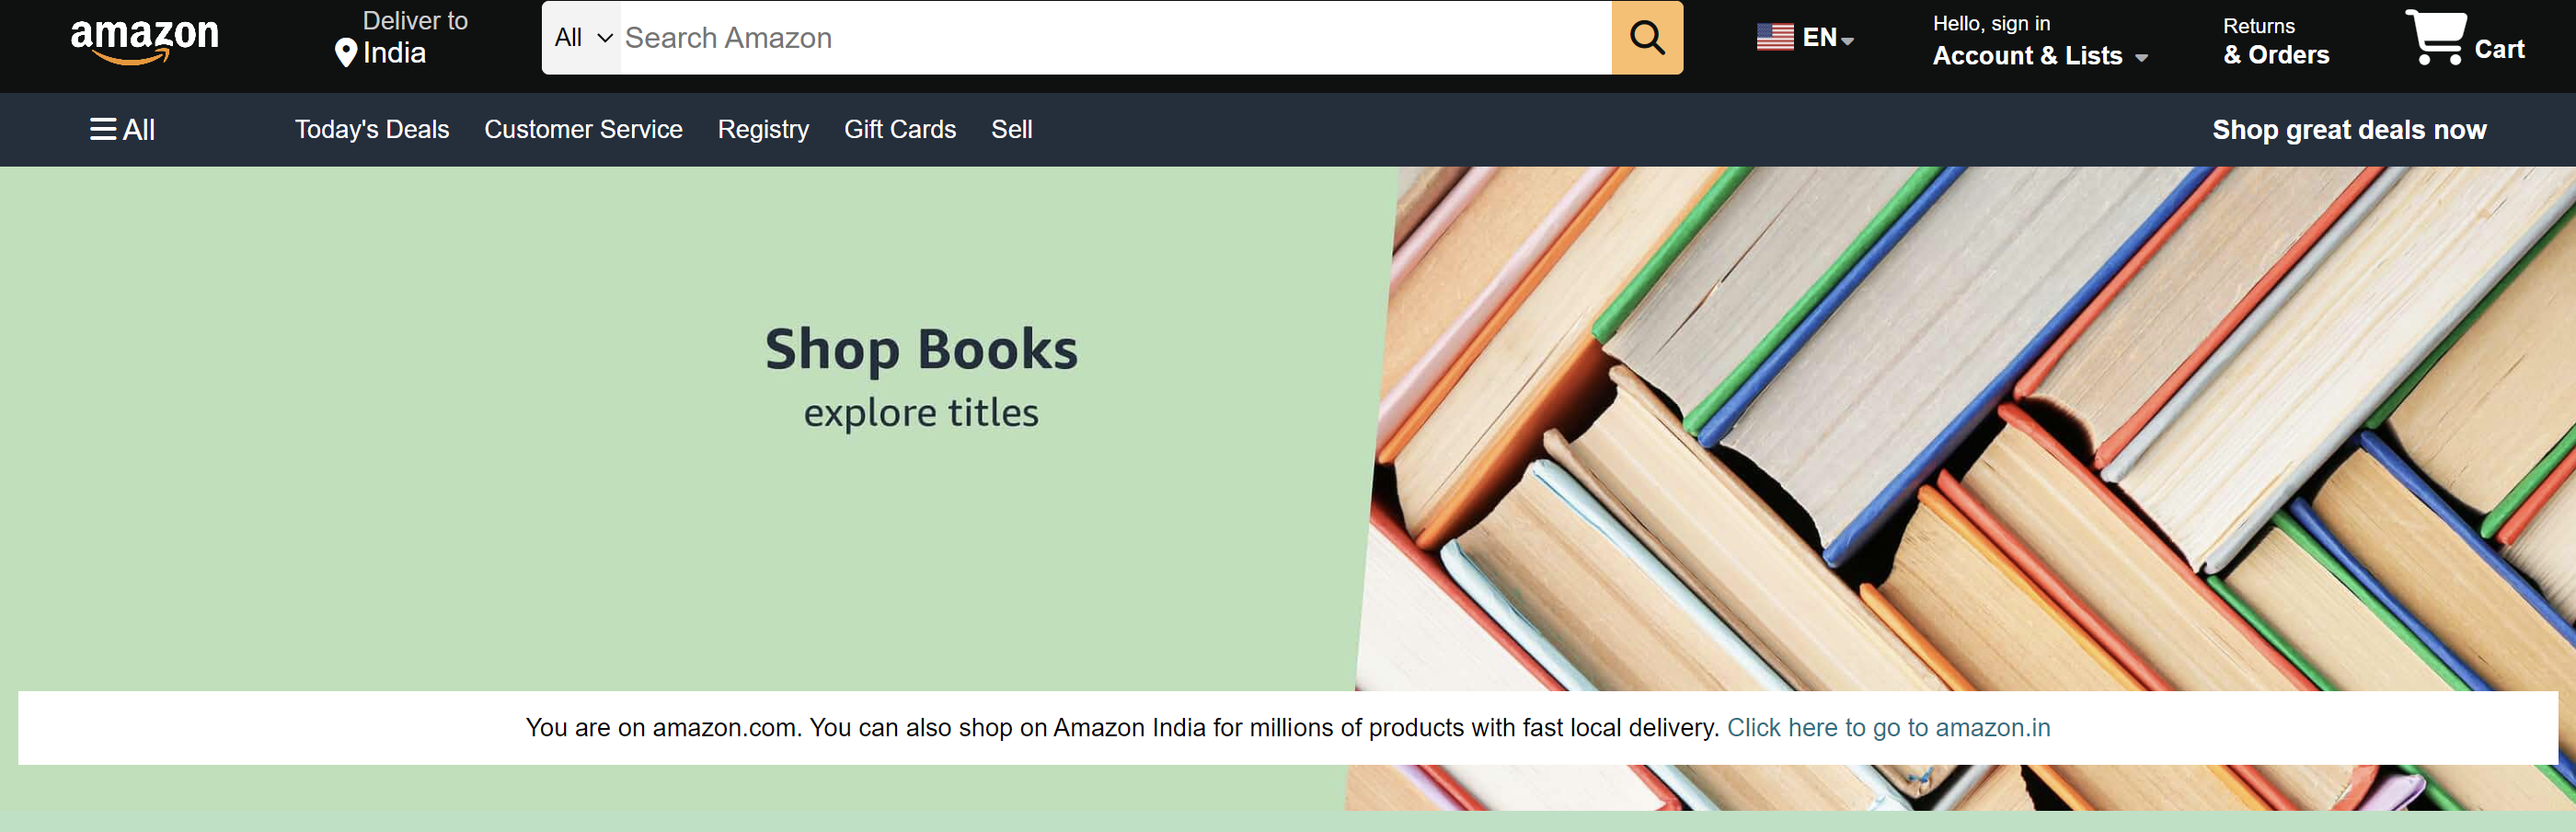 amazon
Deliver to
India
All
Search Amazon
EN
Hello, sign in
Account & Lists
Returns
& Orders
Cart
All
Today's Deals
Customer Service
Registry
Gift Cards
Sell
Shop great deals now
Shop Books
explore titles
You are on amazon.com. You can also shop on Amazon India for millions of products with fast local delivery. Click here to go to amazon.in